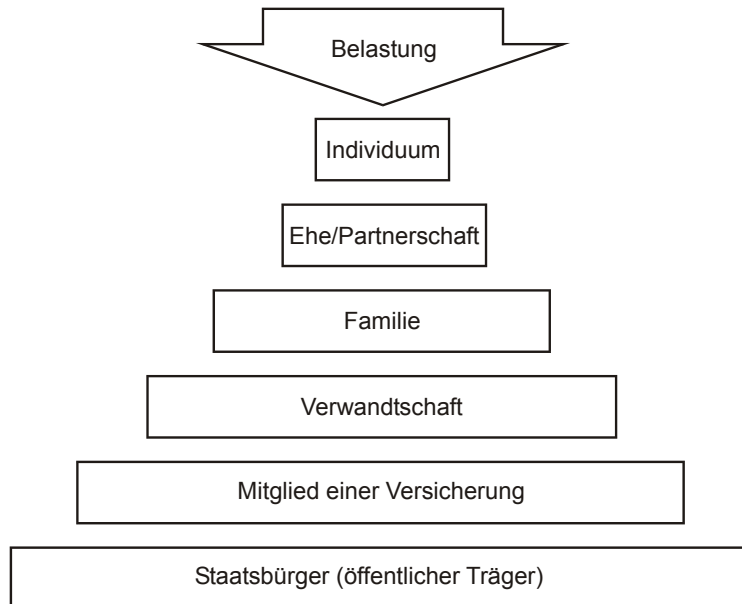 Belastung
Individuum
Ehe/Partnerschaft
Familie
Verwandtschaft
Mitglied einer Versicherung
Staatsbürger (öffentlicher Träger)